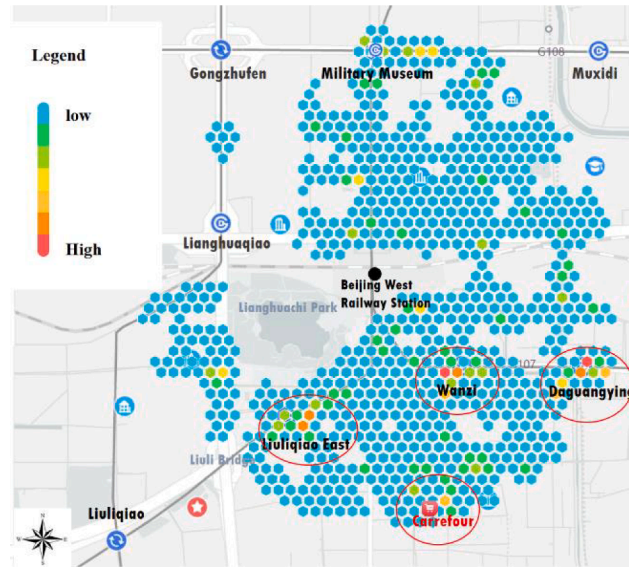 Legend
low
High
Gongzhufen
Military Museum
G108
Muxidi
Lianghuaqiao
Beijing West
Railway Station
Lianghuachi Park
G107
Wanzi
Daguangying
Liuliqiao East
Liuli Bridge
Liuliqiao
Carrefour
N
W
E
S